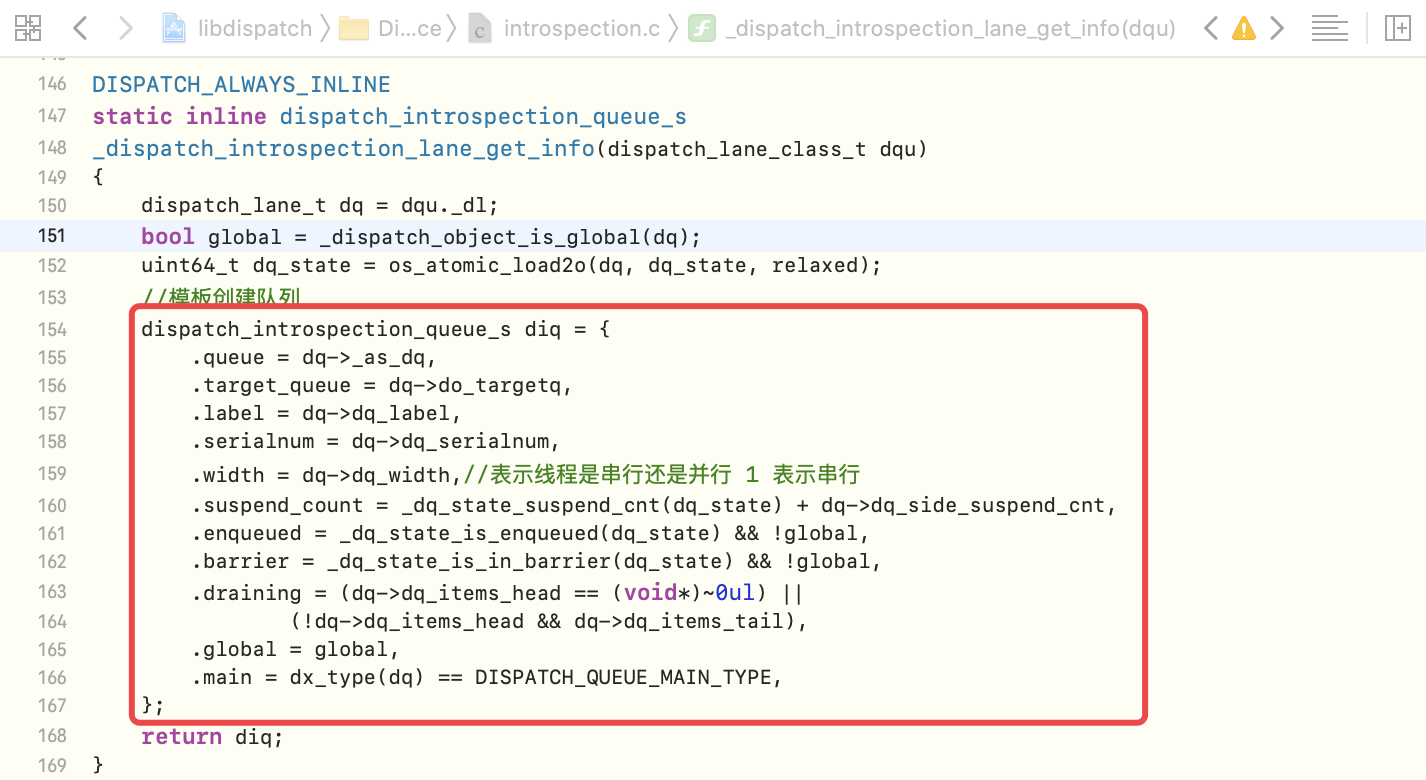 libdispatch 〉 Di...ce 〉 c introspection.c 〉 f _dispatch_introspection_lane_get_info(dqu)
146 DISPATCH_ALWAYS_INLINE
147 static inline dispatch_introspection_queue_s
148 _dispatch_introspection_lane_get_info(dispatch_lane_class_t dqu)
149 {
150 dispatch_lane_t dq = dqu._dl;
151 bool global = _dispatch_object_is_global(dq);
152 uint64_t dq_state = os_atomic_load2o(dq, dq_state, relaxed);
153 //模板创建队列
154 dispatch_introspection_queue_s diq = {
155 .queue = dq->_as_dq,
156 .target_queue = dq->do_targetq,
157 .label = dq->dq_label,
158 .serialnum = dq->dq_serialnum,
159 .width = dq->dq_width,//表示线程是串行还是并行 1 表示串行
160 .suspend_count = _dq_state_suspend_cnt(dq_state) + dq->dq_side_suspend_cnt,
161 .enqueued = _dq_state_is_enqueued(dq_state) && !global,
162 .barrier = _dq_state_is_in_barrier(dq_state) && !global,
163 .draining = (dq->dq_items_head == (void*)~0ul) ||
164 (!dq->dq_items_head && dq->dq_items_tail),
165 .global = global,
166 .main = dx_type(dq) == DISPATCH_QUEUE_MAIN_TYPE,
167 };
168 return diq;
169 }